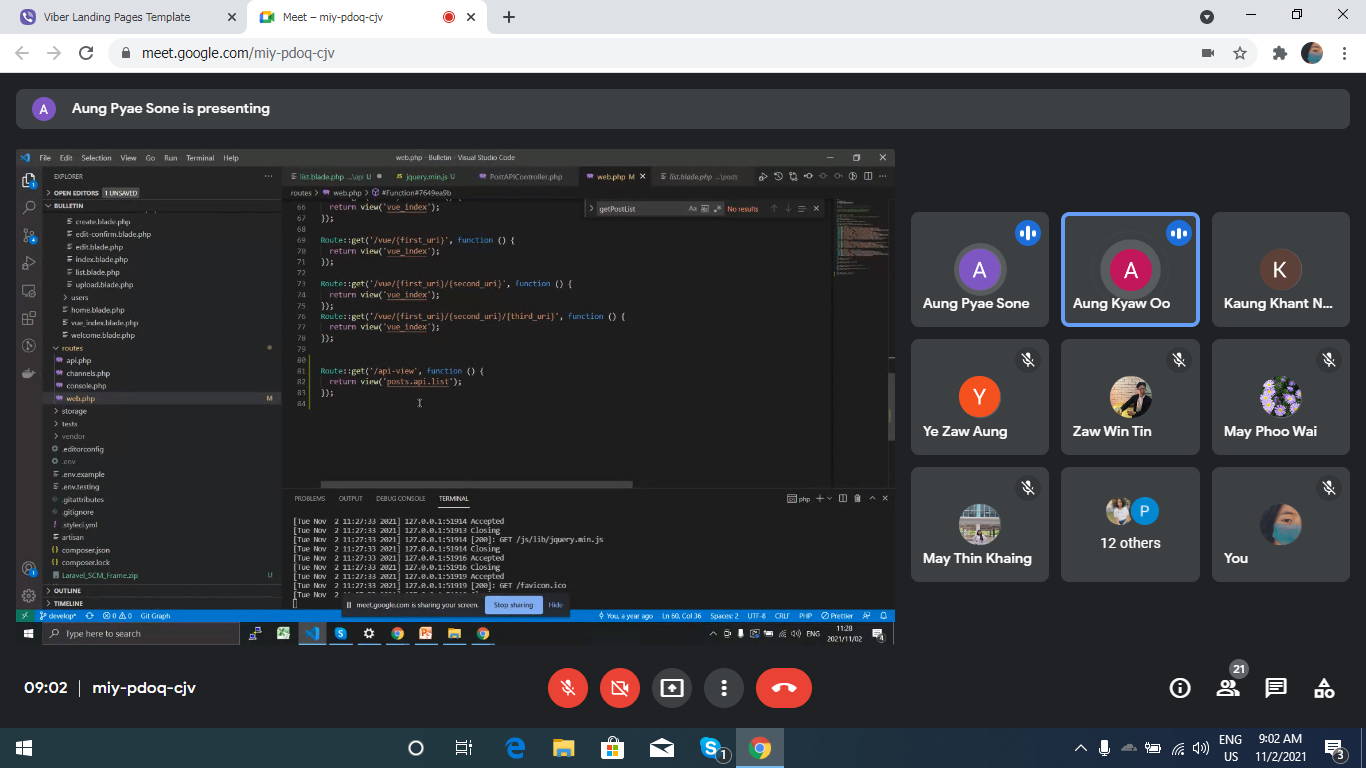 Viber Landing Pages Template
Meet – miy-pdoq-cjv
meet.google.com/miy-pdoq-cjv
A
Aung Pyae Sone is presenting
File Edit Selection View Go Run Terminal Help
web.php - Bulletin - Visual Studio Code
EXPLORER
OPEN EDITORS 1 UNSAVED
BULLETIN
create.blade.php
edit-confirm.blade.php
edit.blade.php
index.blade.php
list.blade.php
upload.blade.php
users
home.blade.php
vue_index.blade.php
welcome.blade.php
routes
api.php
channels.php
console.php
web.php M
storage
tests
vendor
.editorconfig
.env
.env.example
.env.testing
.gitattributes
.gitignore
.styleci.yml
artisan
composer.json
composer.lock
Laravel_SCM_Frame.zip U
OUTLINE
TIMELINE
list.blade.php ...\api U
jquery.min.js U
PostAPIController.php
web.php M
list.blade.php ...\posts
routes > web.php > #Function#7649ea9b
getPostList
Aa
No results
66 return view('vue_index');
67 });
68
69 Route::get('/vue/{first_uri}', function () {
70 return view('vue_index');
71 });
72
73 Route::get('/vue/{first_uri}/{second_uri}', function () {
74 return view('vue_index');
75 });
76 Route::get('/vue/{first_uri}/{second_uri}/{third_uri}', function () {
77 return view('vue_index');
78 });
79
80
81 Route::get('/api-view', function () {
82 return view('posts.api.list');
83 });
84
PROBLEMS OUTPUT DEBUG CONSOLE TERMINAL
php
[Tue Nov 2 11:27:33 2021] 127.0.0.1:51914 Accepted
[Tue Nov 2 11:27:33 2021] 127.0.0.1:51913 Closing
[Tue Nov 2 11:27:33 2021] 127.0.0.1:51914 [200]: GET /js/lib/jquery.min.js
[Tue Nov 2 11:27:33 2021] 127.0.0.1:51914 Closing
[Tue Nov 2 11:27:33 2021] 127.0.0.1:51916 Accepted
[Tue Nov 2 11:27:33 2021] 127.0.0.1:51916 Closing
[Tue Nov 2 11:27:33 2021] 127.0.0.1:51919 Accepted
[Tue Nov 2 11:27:33 2021] 127.0.0.1:51919 [200]: GET /favicon.ico
[Tue Nov 2
meet.google.com is sharing your screen. Stop sharing Hide
develop* 0 0 Git Graph
You, a year ago Ln 60, Col 36 Spaces: 2 UTF-8 CRLF PHP Prettier
Type here to search
ENG
11:28
2021/11/02
4
A
Aung Pyae Sone
A
Aung Kyaw Oo
K
Kaung Khant N...
Y
Ye Zaw Aung
Zaw Win Tin
May Phoo Wai
May Thin Khaing
P
12 others
You
09:02 | miy-pdoq-cjv
21
1
ENG
US
9:02 AM
11/2/2021
3